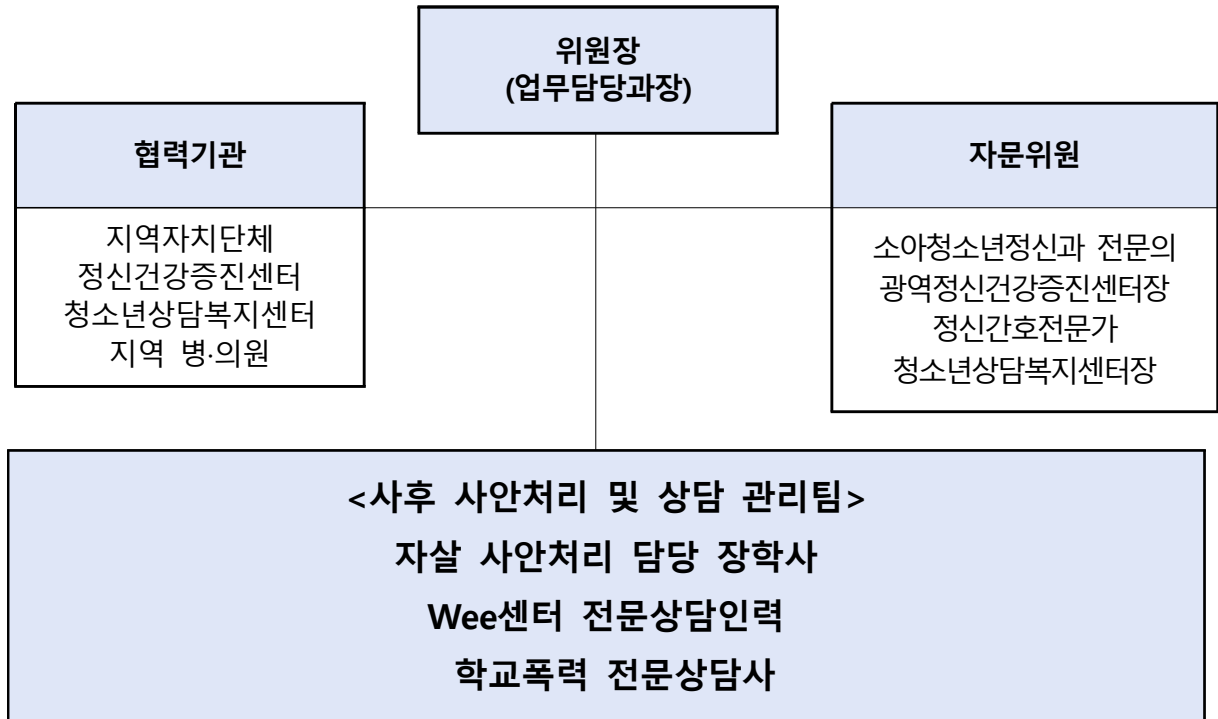 위원장
(업무담당과장)
협력기관
지역자치단체
정신건강증진센터
청소년상담복지센터
지역 병·의원
자문위원
소아청소년정신과 전문의
광역정신건강증진센터장
정신간호전문가
청소년상담복지센터장
<사후 사안처리 및 상담 관리팀>
자살 사안처리 담당 장학사
Wee센터 전문상담인력
학교폭력 전문상담사